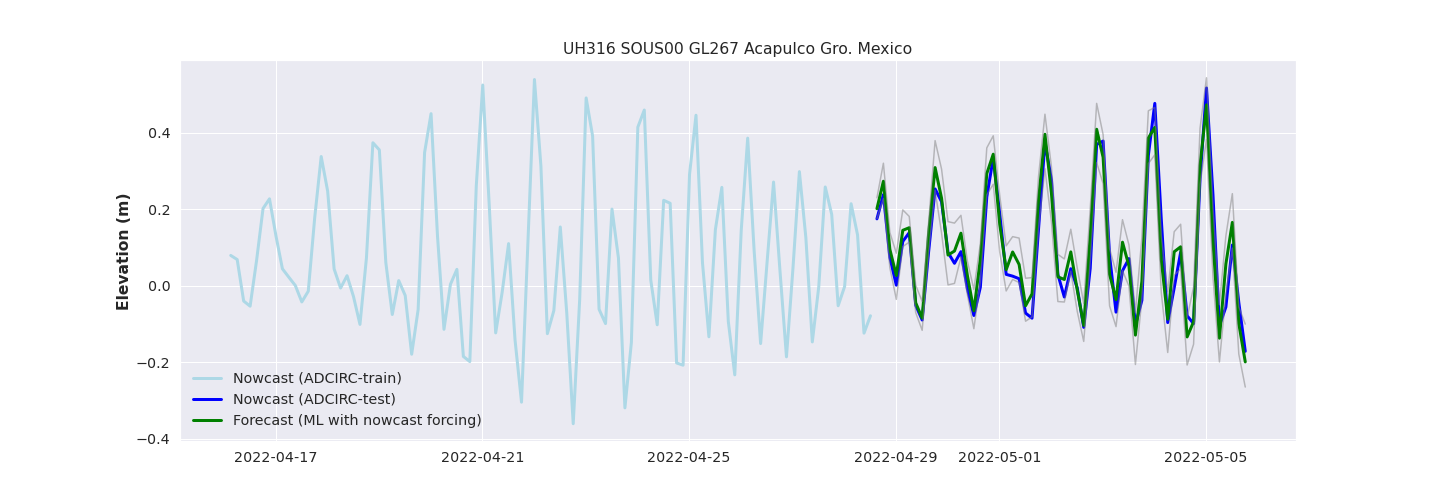 UH316 SOUS00 GL267 Acapulco Gro. Mexico
Elevation (m)
0.4
0.2
0.0
−0.2
−0.4
Nowcast (ADCIRC-train)
Nowcast (ADCIRC-test)
Forecast (ML with nowcast forcing)
2022-04-17
2022-04-21
2022-04-25
2022-04-29
2022-05-01
2022-05-05